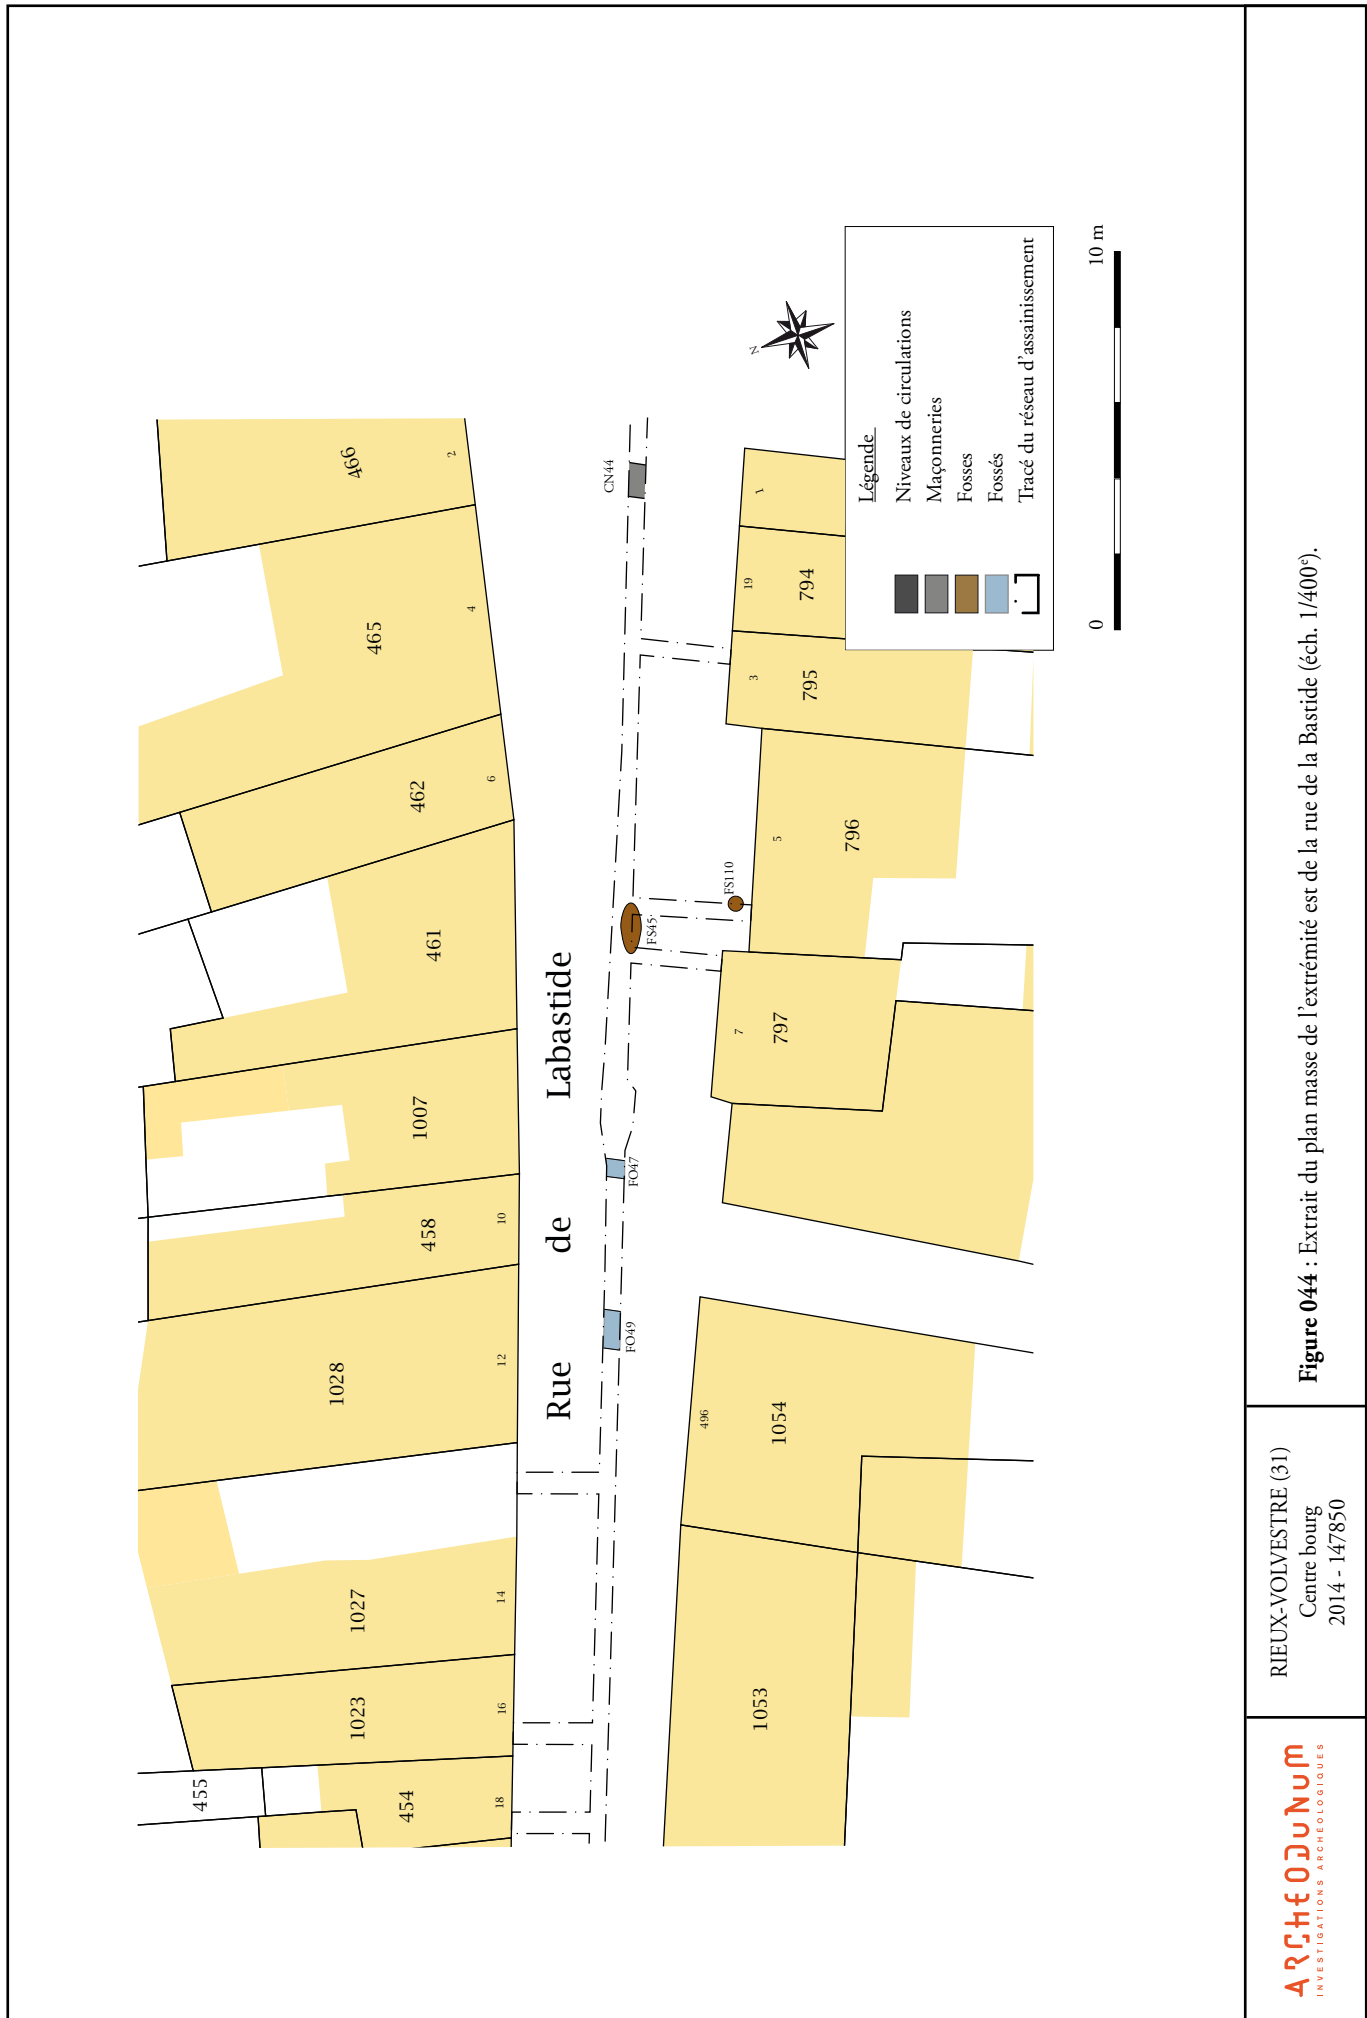 466
2
465
4
462
6
461
1007
458
10
1028
12
1027
14
1023
16
455
454
18
Rue de Labastide
CN44
FS45
FS110
FO47
FO49
1
19
794
3
795
5
796
7
797
496
1054
1053
N
Légende
Niveaux de circulations
Maçonneries
Fosses
Fossés
Tracé du réseau d'assainissement
0 10 m
ARCHEODUNUM
INVESTIGATIONS ARCHÉOLOGIQUES
RIEUX-VOLVESTRE (31)
Centre bourg
2014 - 147850
Figure 044 : Extrait du plan masse de l'extrémité est de la rue de la Bastide (éch. 1/400e).